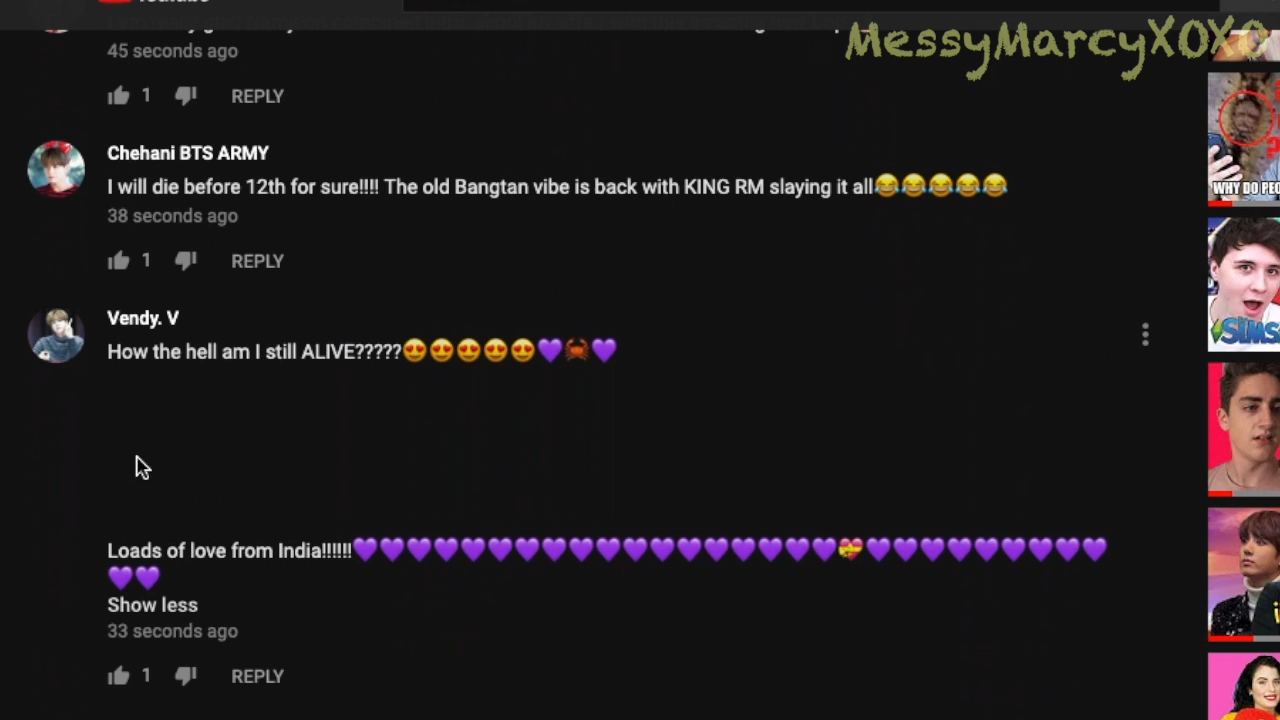 YouTube
MessyMarcyXOXO
45 seconds ago
1 REPLY
Chehani BTS ARMY
I will die before 12th for sure!!!! The old Bangtan vibe is back with KING RM slaying it all😂😂😂😂😂
38 seconds ago
1 REPLY
Vendy. V
How the hell am I still ALIVE?????😍😍😍😍😍💜🦀💜
Loads of love from India!!!!!!💜💜💜💜💜💜💜💜💜💜💜💜💜💜💜💜💜💜💝💜💜💜💜💜💜💜💜💜
💜💜
Show less
33 seconds ago
1 REPLY
WHY DO
SIMS